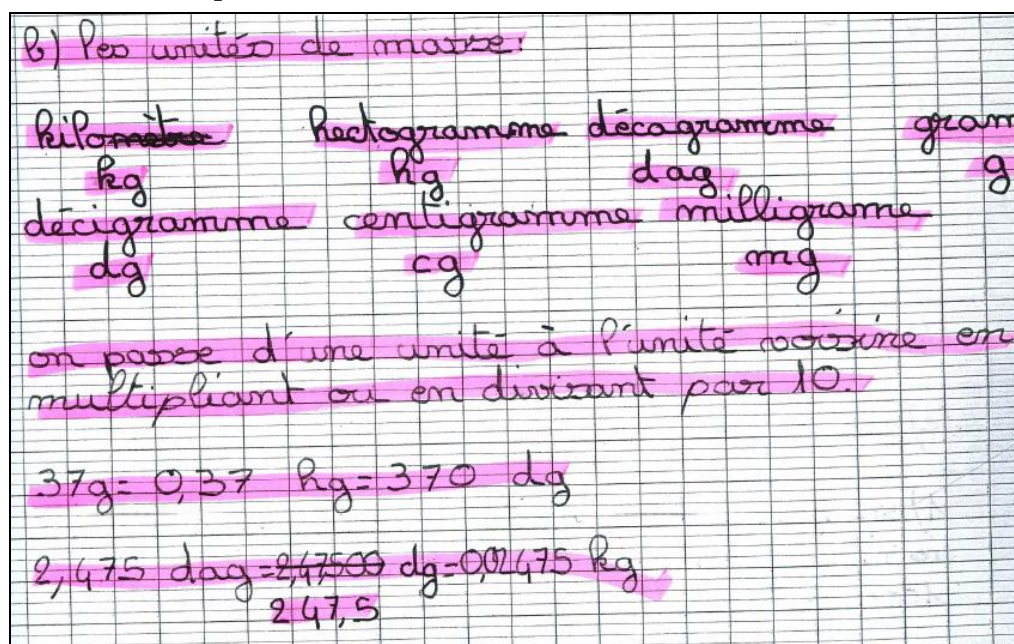 b) les unités de masse:
kilomètre hectogramme décagramme gram
kg hg dag g
décigramme centigramme milligrame
dg cg mg
on passe d'une unité à l'unité voisine en
multipliant ou en divisant par 10.
37g= 0,37 hg= 370 dg
2,475 dag=2,47500 dg=0,02475 kg
247,5